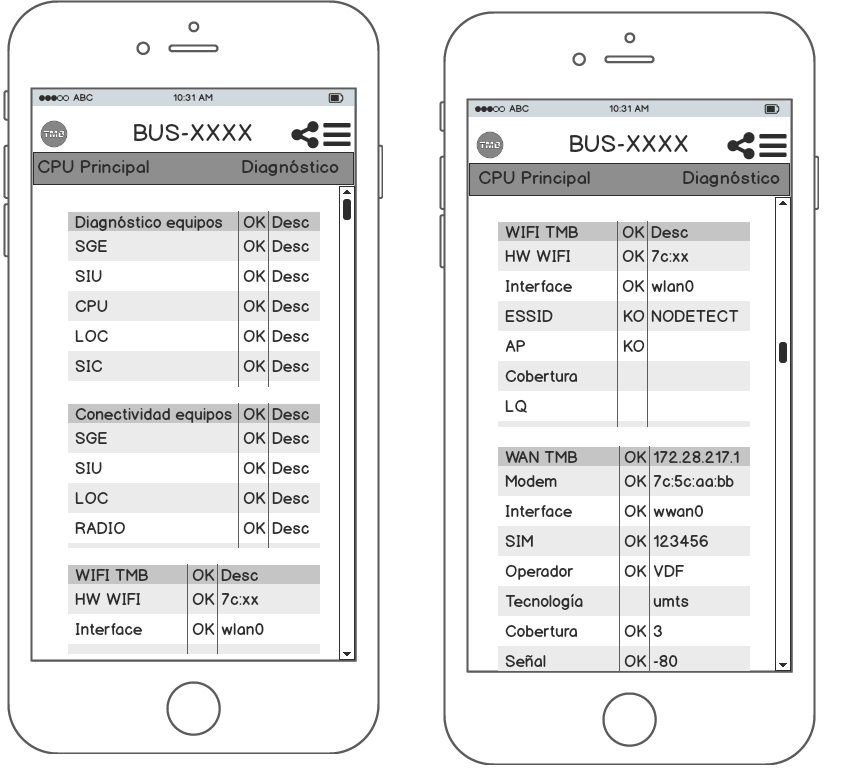 ABC 10:31 AM
TMB BUS-XXXX
CPU Principal Diagnóstico
Diagnóstico equipos OK Desc
SGE OK Desc
SIU OK Desc
CPU OK Desc
LOC OK Desc
SIC OK Desc
Conectividad equipos OK Desc
SGE OK Desc
SIU OK Desc
LOC OK Desc
RADIO OK Desc
WIFI TMB OK Desc
HW WIFI OK 7c:xx
Interface OK wlan0
ABC 10:31 AM
TMB BUS-XXXX
CPU Principal Diagnóstico
WIFI TMB OK Desc
HW WIFI OK 7c:xx
Interface OK wlan0
ESSID KO NODETECT
AP KO
Cobertura
LQ
WAN TMB OK 172.28.217.1
Modem OK 7c:5c:aa:bb
Interface OK wwan0
SIM OK 123456
Operador OK VDF
Tecnología umts
Cobertura OK 3
Señal OK -80